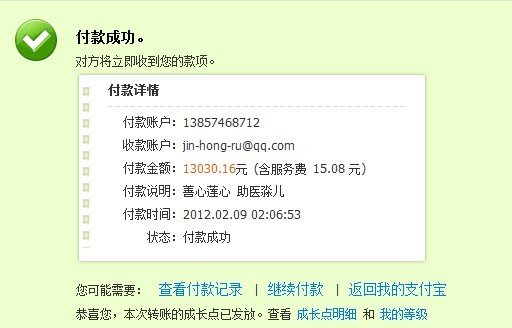 付款成功。
对方将立即收到您的款项。
付款详情
付款账户：13857468712
收款账户：jin-hong-ru@qq.com
付款金额：13030.16元（含服务费 15.08 元）
付款说明：善心莲心 助医淼儿
付款时间：2012.02.09 02:06:53
状态：付款成功
您可能需要： 查看付款记录 | 继续付款 | 返回我的支付宝
恭喜您，本次转账的成长点已发放。查看 成长点明细 和 我的等级